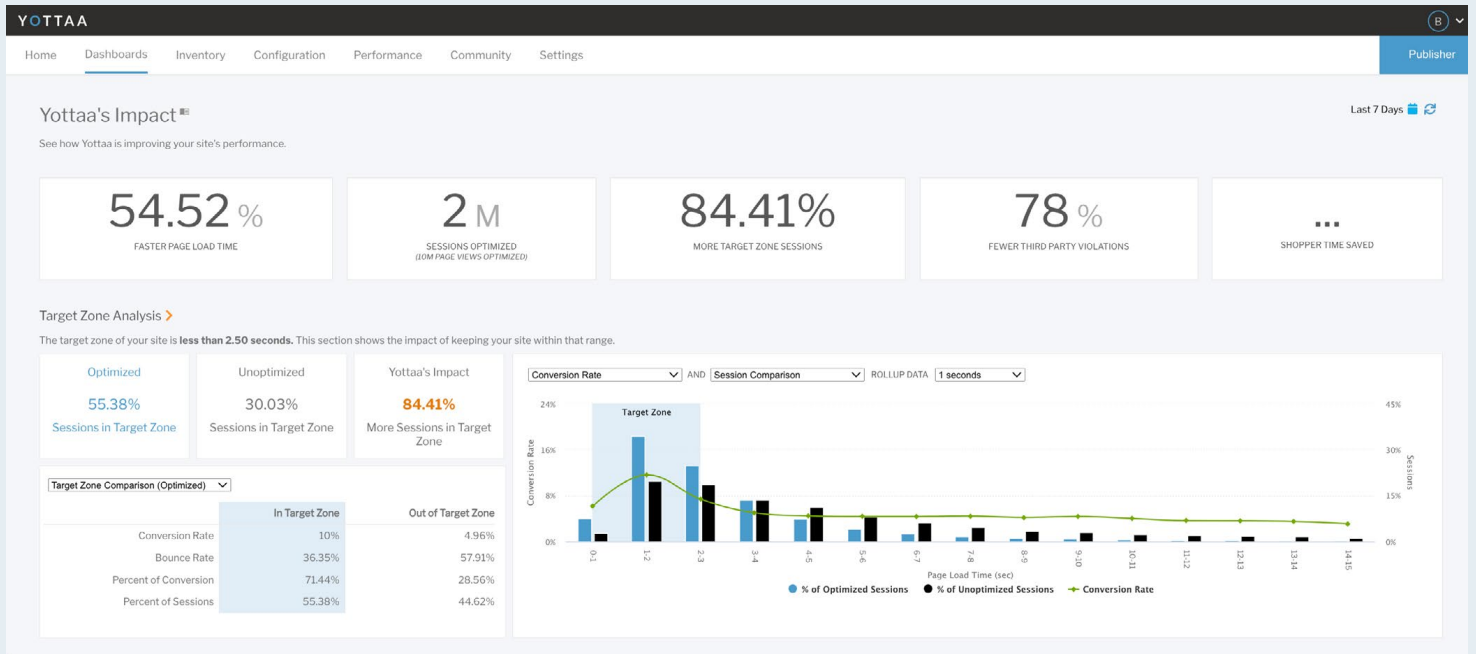 YOTTAA
B
Home Dashboards Inventory Configuration Performance Community Settings Publisher
Yottaa's Impact
Last 7 Days
See how Yottaa is improving your site's performance.
54.52 % 2 M 84.41% 78 % ...
FASTER PAGE LOAD TIME SESSIONS OPTIMIZED MORE TARGET ZONE SESSIONS FEWER THIRD PARTY VIOLATIONS SHOPPER TIME SAVED
(10M PAGE VIEWS OPTIMIZED)
Target Zone Analysis
The target zone of your site is less than 2.50 seconds. This section shows the impact of keeping your site within that range.
Optimized Unoptimized Yottaa's Impact
55.38% 30.03% 84.41%
Sessions in Target Zone Sessions in Target Zone More Sessions in Target
Zone
Target Zone Comparison (Optimized)
In Target Zone Out of Target Zone
Conversion Rate 10% 4.96%
Bounce Rate 36.35% 57.91%
Percent of Conversion 71.44% 28.56%
Percent of Sessions 55.38% 44.62%
Conversion Rate AND Session Comparison ROLLUP DATA 1 seconds
Target Zone
24% 45%
16% 30%
8% 15%
0% 0%
Conversion Rate
Sessions
0-1 1-2 2-3 3-4 4-5 5-6 6-7 7-8 8-9 9-10 10-11 11-12 12-13 13-14 14-15
Page Load Time (sec)
% of Optimized Sessions % of Unoptimized Sessions Conversion Rate